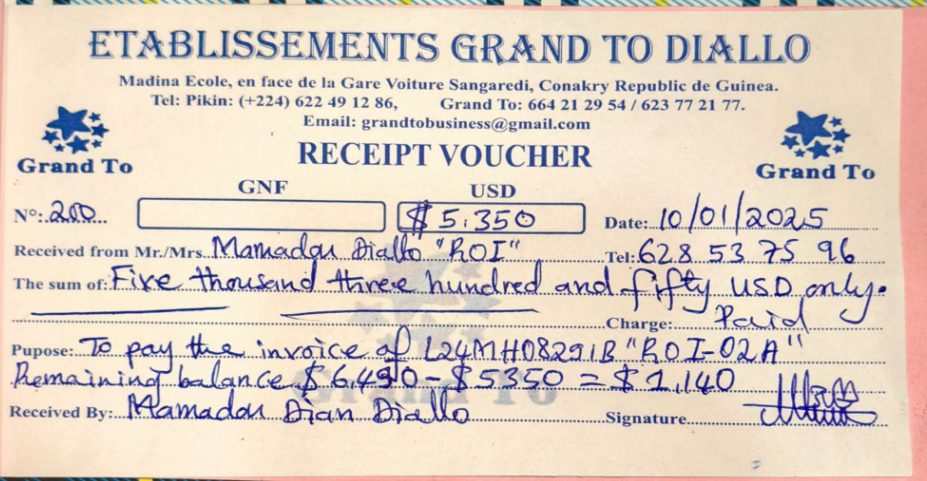 ETABLISSEMENTS GRAND TO DIALLO
Madina Ecole, en face de la Gare Voiture Sangaredi, Conakry Republic de Guinea.
Tel: Pikin: (+224) 622 49 12 86, Grand To: 664 21 29 54 / 623 77 21 77.
Email: grandtobusiness@gmail.com
Grand To
RECEIPT VOUCHER
Grand To
GNF USD
N°: 200 $ 5.350 Date: 10/01/2025
Received from Mr./Mrs. Mamadou Diallo "ROI" Tel: 628 53 75 96
The sum of: Five thousand three hundred and fifty USD only.
Charge: Paid
Pupose: To pay the invoice of L24MH08291B "ROI-02A"
Remaining balance $ 6,490 - $ 5350 = $ 1,140
Received By: Mamadou Dian Diallo Signature